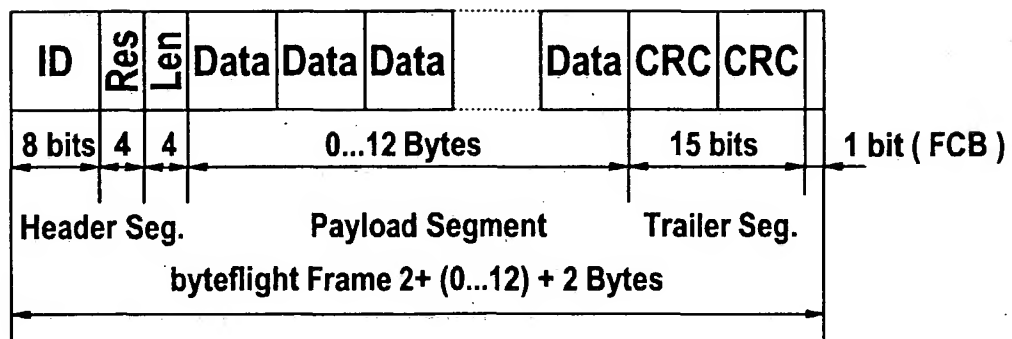 ID Res Len Data Data Data Data CRC CRC
8 bits 4 4 0...12 Bytes 15 bits 1 bit ( FCB )
Header Seg. Payload Segment Trailer Seg.
byteflight Frame 2+ (0...12) + 2 Bytes